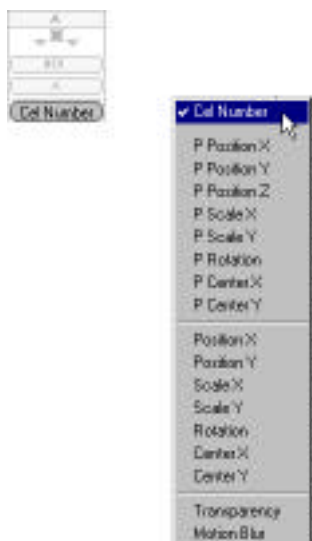 A
Cel Number
✓ Cel Number
P Position X
P Position Y
P Position Z
P Scale X
P Scale Y
P Rotation
P Center X
P Center Y
Position X
Position Y
Scale X
Scale Y
Rotation
Center X
Center Y
Transparency
Motion Blur